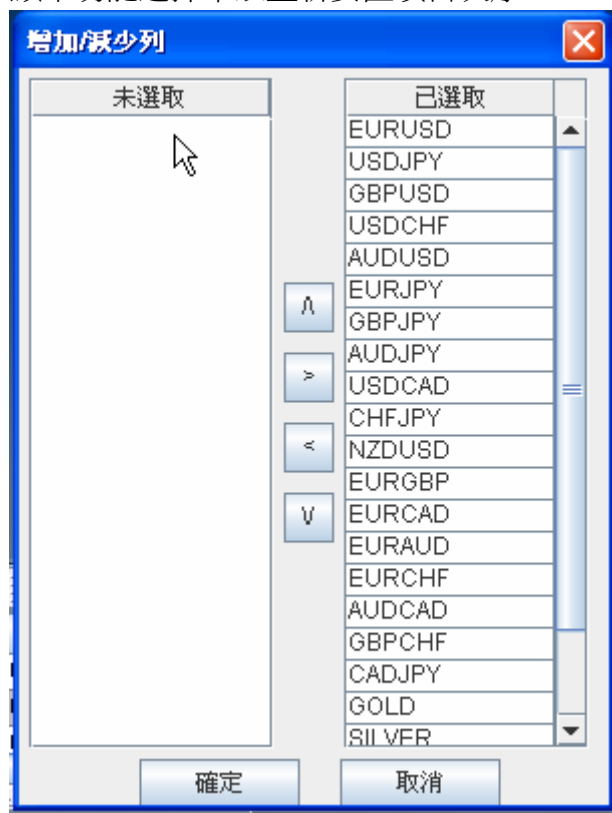 增加/減少列
未選取
已選取
EURUSD
USDJPY
GBPUSD
USDCHF
AUDUSD
EURJPY
GBPJPY
AUDJPY
USDCAD
CHFJPY
NZDUSD
EURGBP
EURCAD
EURAUD
EURCHF
AUDCAD
GBPCHF
CADJPY
GOLD
SILVER
Λ
>
<
V
確定
取消